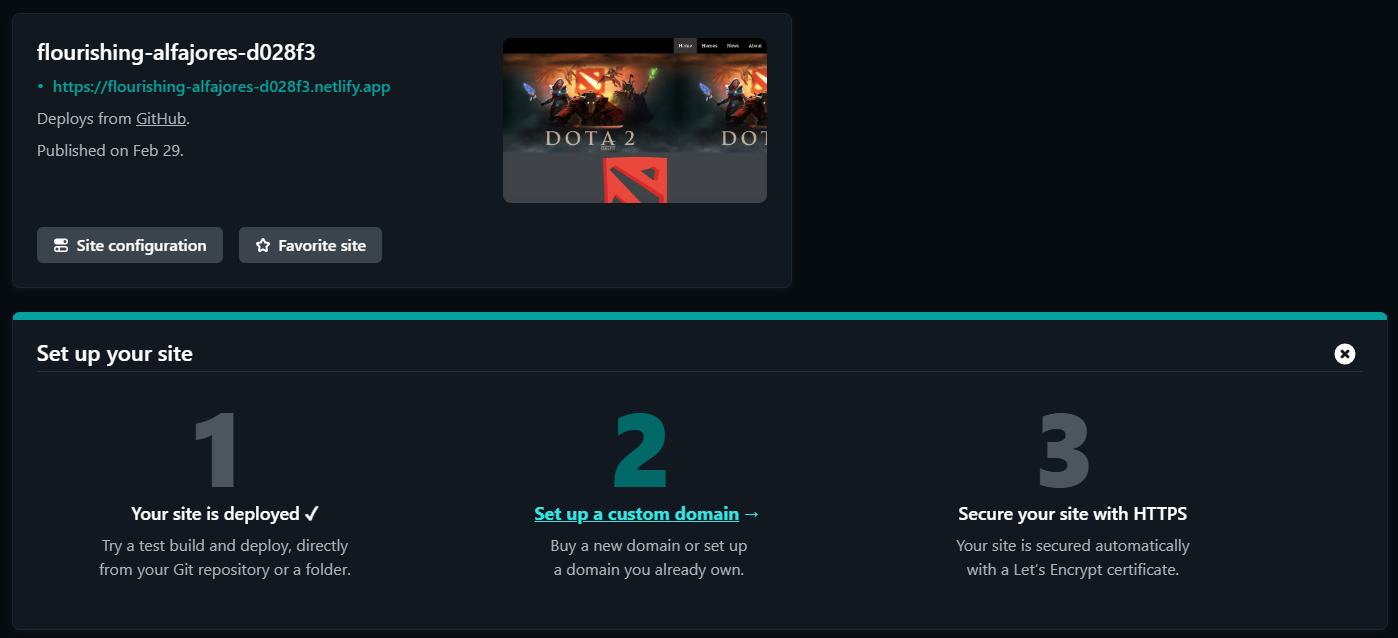 flourishing-alfajores-d028f3
• https://flourishing-alfajores-d028f3.netlify.app
Deploys from GitHub.
Published on Feb 29.
Home Heroes News About
DOTA 2
DOT
Site configuration
Favorite site
Set up your site
1
Your site is deployed ✓
Try a test build and deploy, directly
from your Git repository or a folder.
2
Set up a custom domain →
Buy a new domain or set up
a domain you already own.
3
Secure your site with HTTPS
Your site is secured automatically
with a Let's Encrypt certificate.